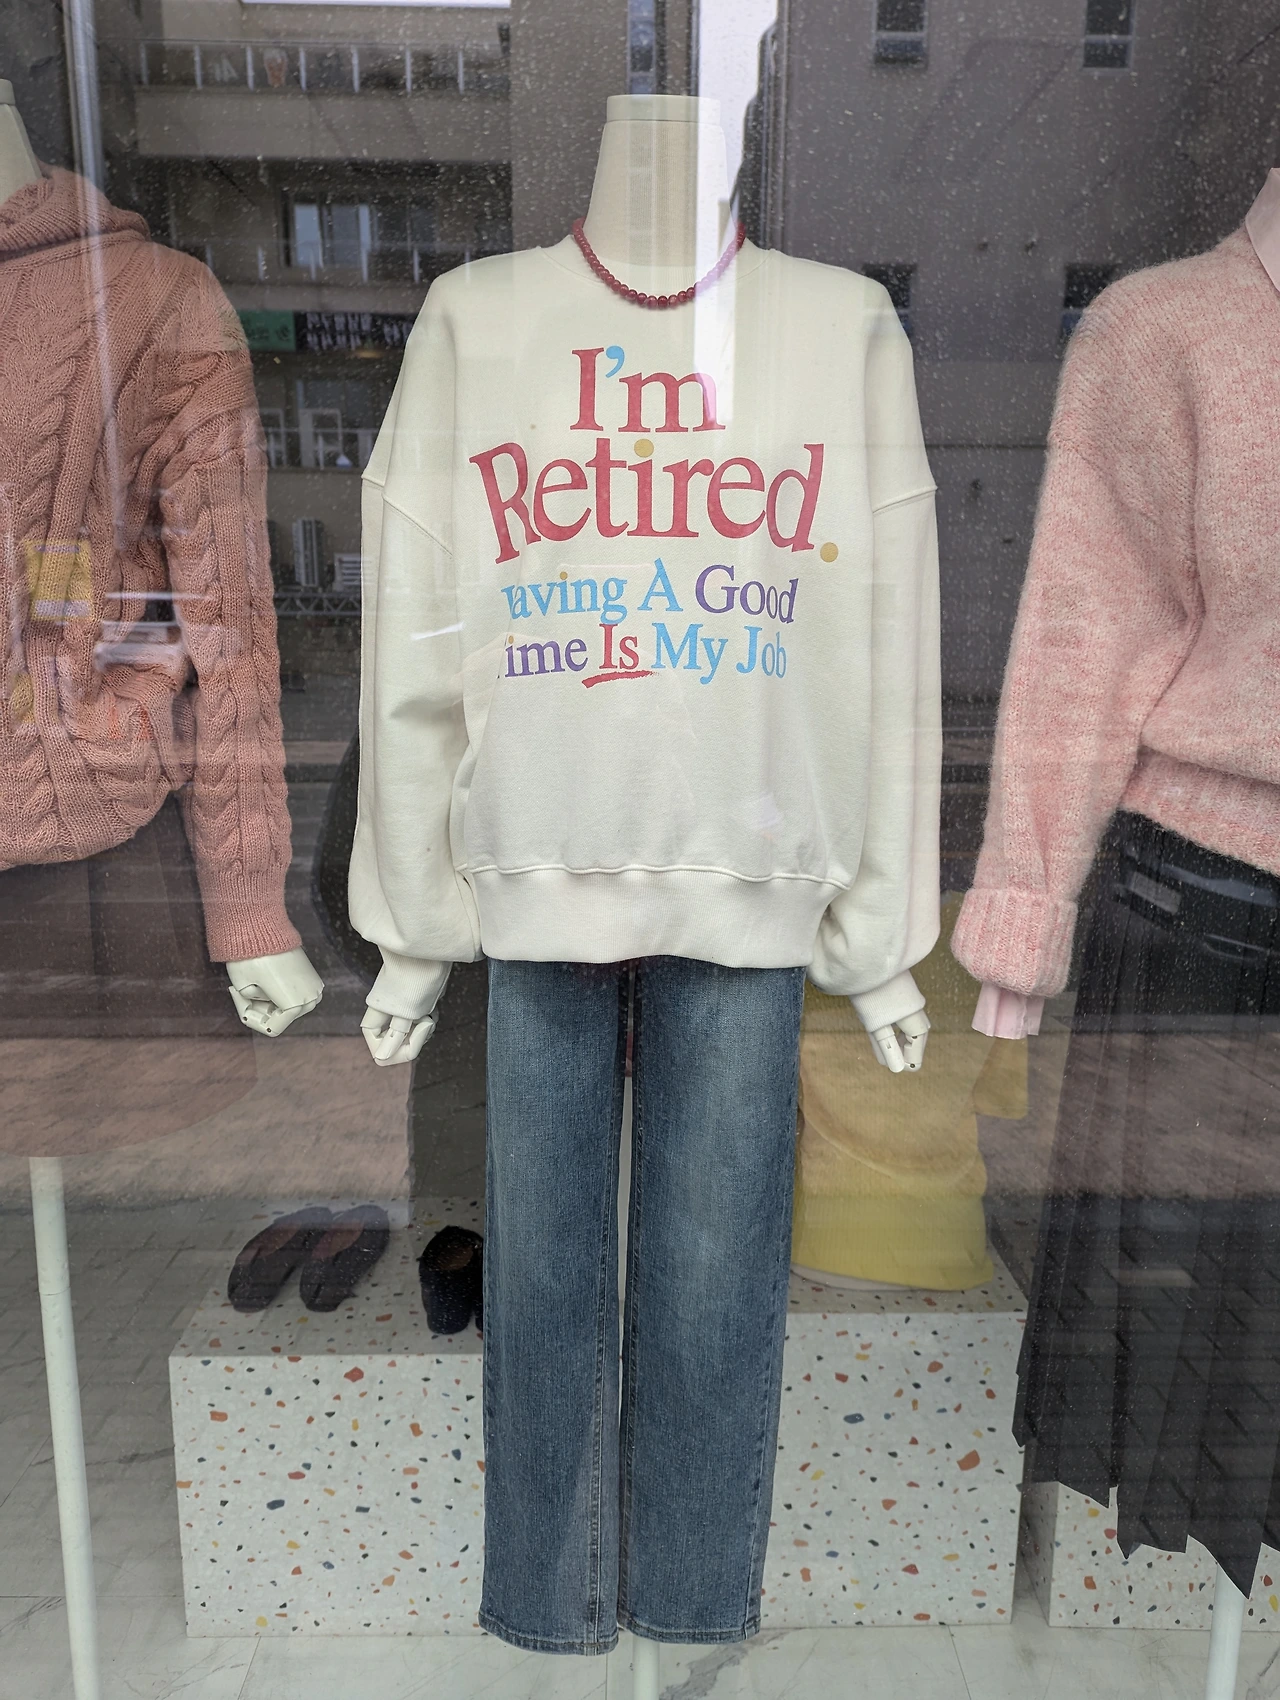 I'm
Retired.
aving A Good
ime Is My Job